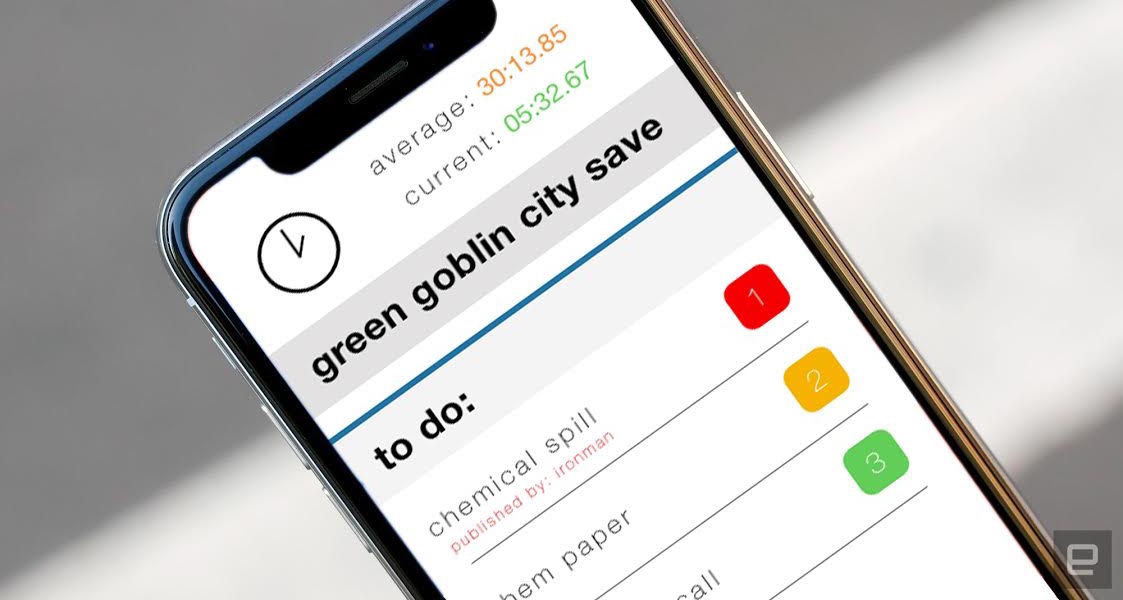 average: 30:13.85
current: 05:32.67
green goblin city save
to do:
1
chemical spill
published by: ironman
2
hem paper
3
call